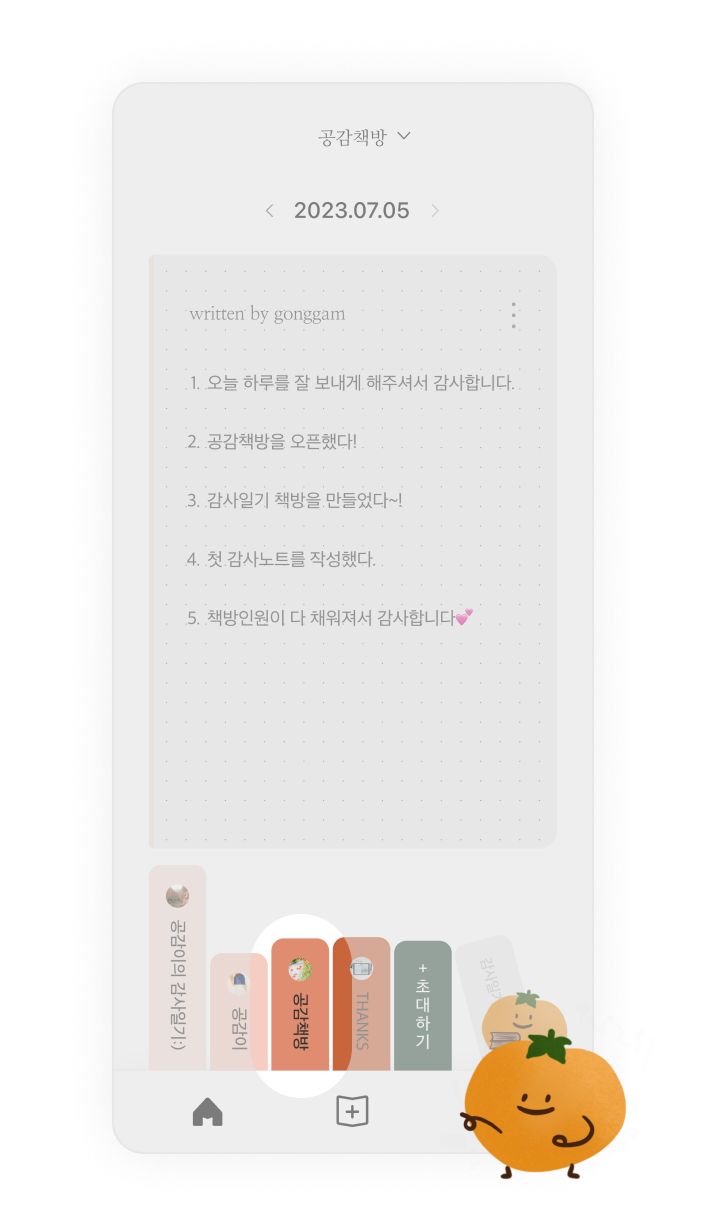 공감책방
2023.07.05
written by gonggam
1. 오늘 하루를 잘 보내게 해주셔서 감사합니다.
2. 공감책방을 오픈했다!
3. 감사일기 책방을 만들었다~!
4. 첫 감사노트를 작성했다.
5. 책방인원이 다 채워져서 감사합니다💕
공감이의 감사일기:)
공감이
공감책방
THANKS
+초대하기
감사일기